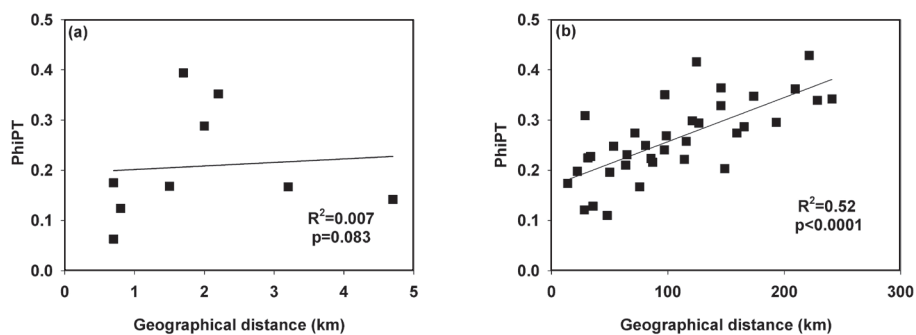 (a)
0.5
0.4
0.3
0.2
0.1
0.0
PhiPT
R²=0.007
p=0.083
0 1 2 3 4 5
Geographical distance (km)
(b)
0.5
0.4
0.3
0.2
0.1
0.0
PhiPT
R²=0.52
p<0.0001
0 100 200 300
Geographical distance (km)